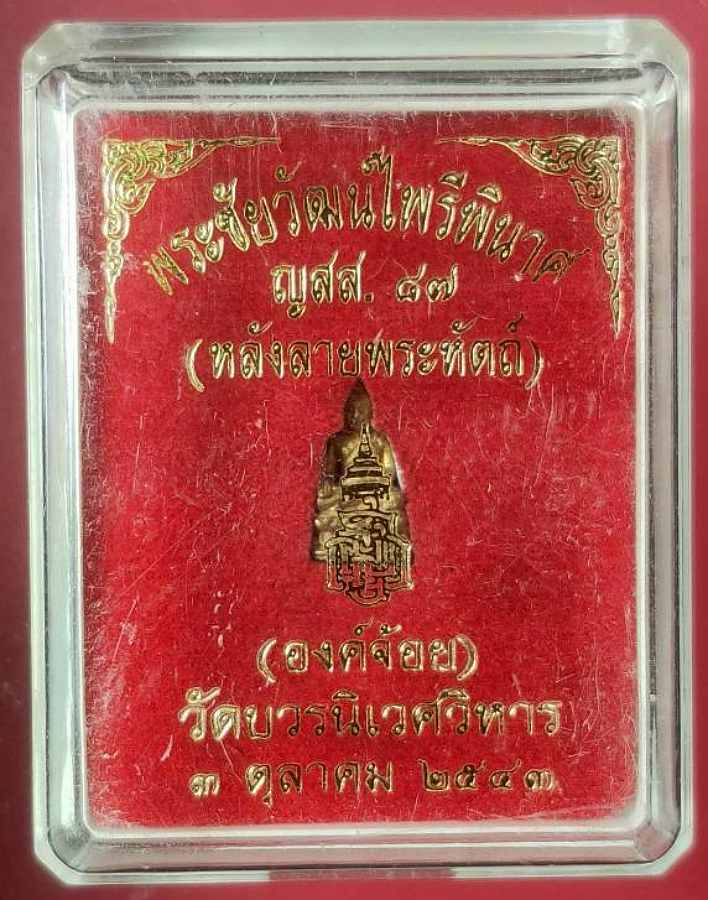 พระชัยวัฒน์ไพรีพินาศ
ญสส. ๘๗
(หลังลายพระหัตถ์)
(องค์จ้อย)
วัดบวรนิเวศวิหาร
๓ ตุลาคม ๒๕๔๓